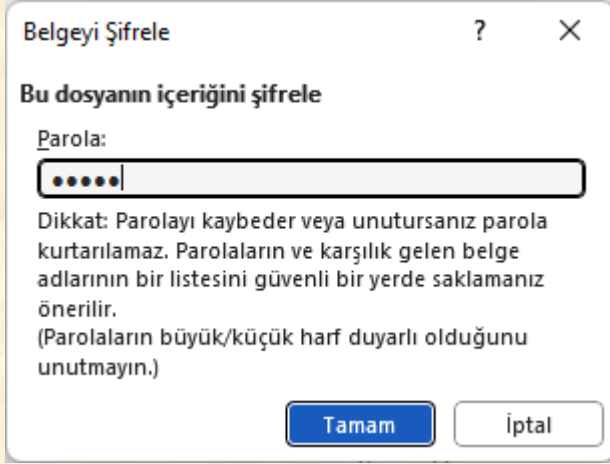 Belgeyi Şifrele ?
Bu dosyanın içeriğini şifrele
Parola:
•••••
Dikkat: Parolayı kaybeder veya unutursanız parola
kurtarılamaz. Parolaların ve karşılık gelen belge
adlarının bir listesini güvenli bir yerde saklamanız
önerilir.
(Parolaların büyük/küçük harf duyarlı olduğunu
unutmayın.)
Tamam İptal